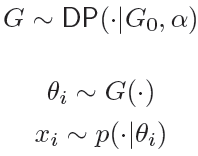 G ∼ DP(·|G₀, α)
θᵢ ∼ G(·)
xᵢ ∼ p(·|θᵢ)